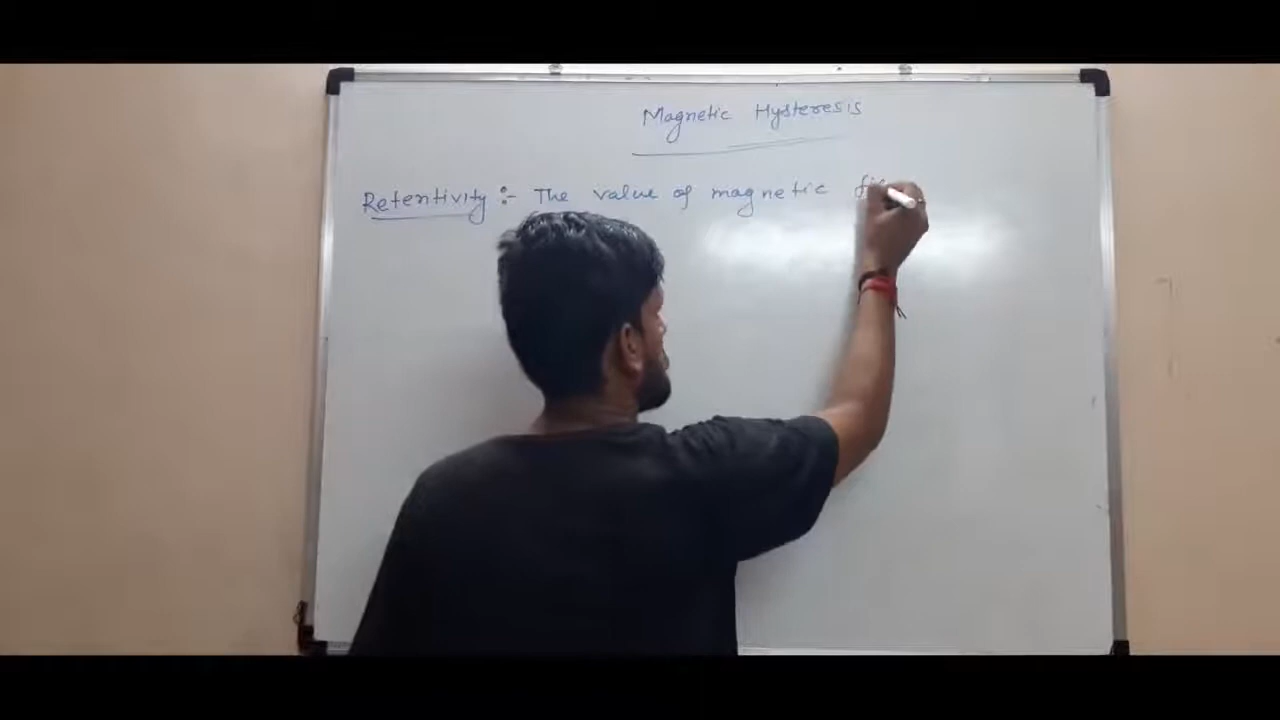 Magnetic Hysteresis
Retentivity :- The value of magnetic